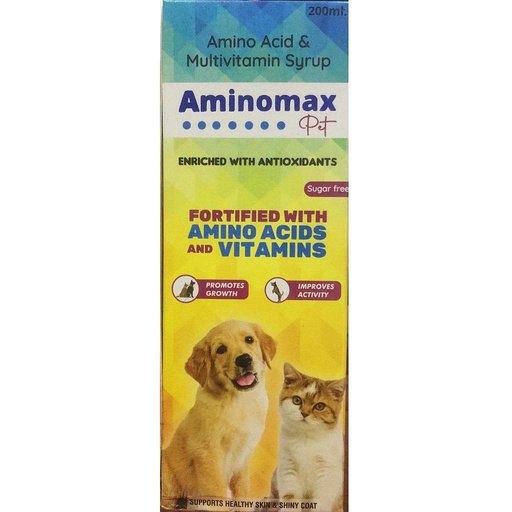 200ml.
Amino Acid &
Multivitamin Syrup
Aminomax
Pet
ENRICHED WITH ANTIOXIDANTS
Sugar free
FORTIFIED WITH
AMINO ACIDS
AND VITAMINS
PROMOTES
GROWTH
IMPROVES
ACTIVITY
SUPPORTS HEALTHY SKIN & SHINY COAT